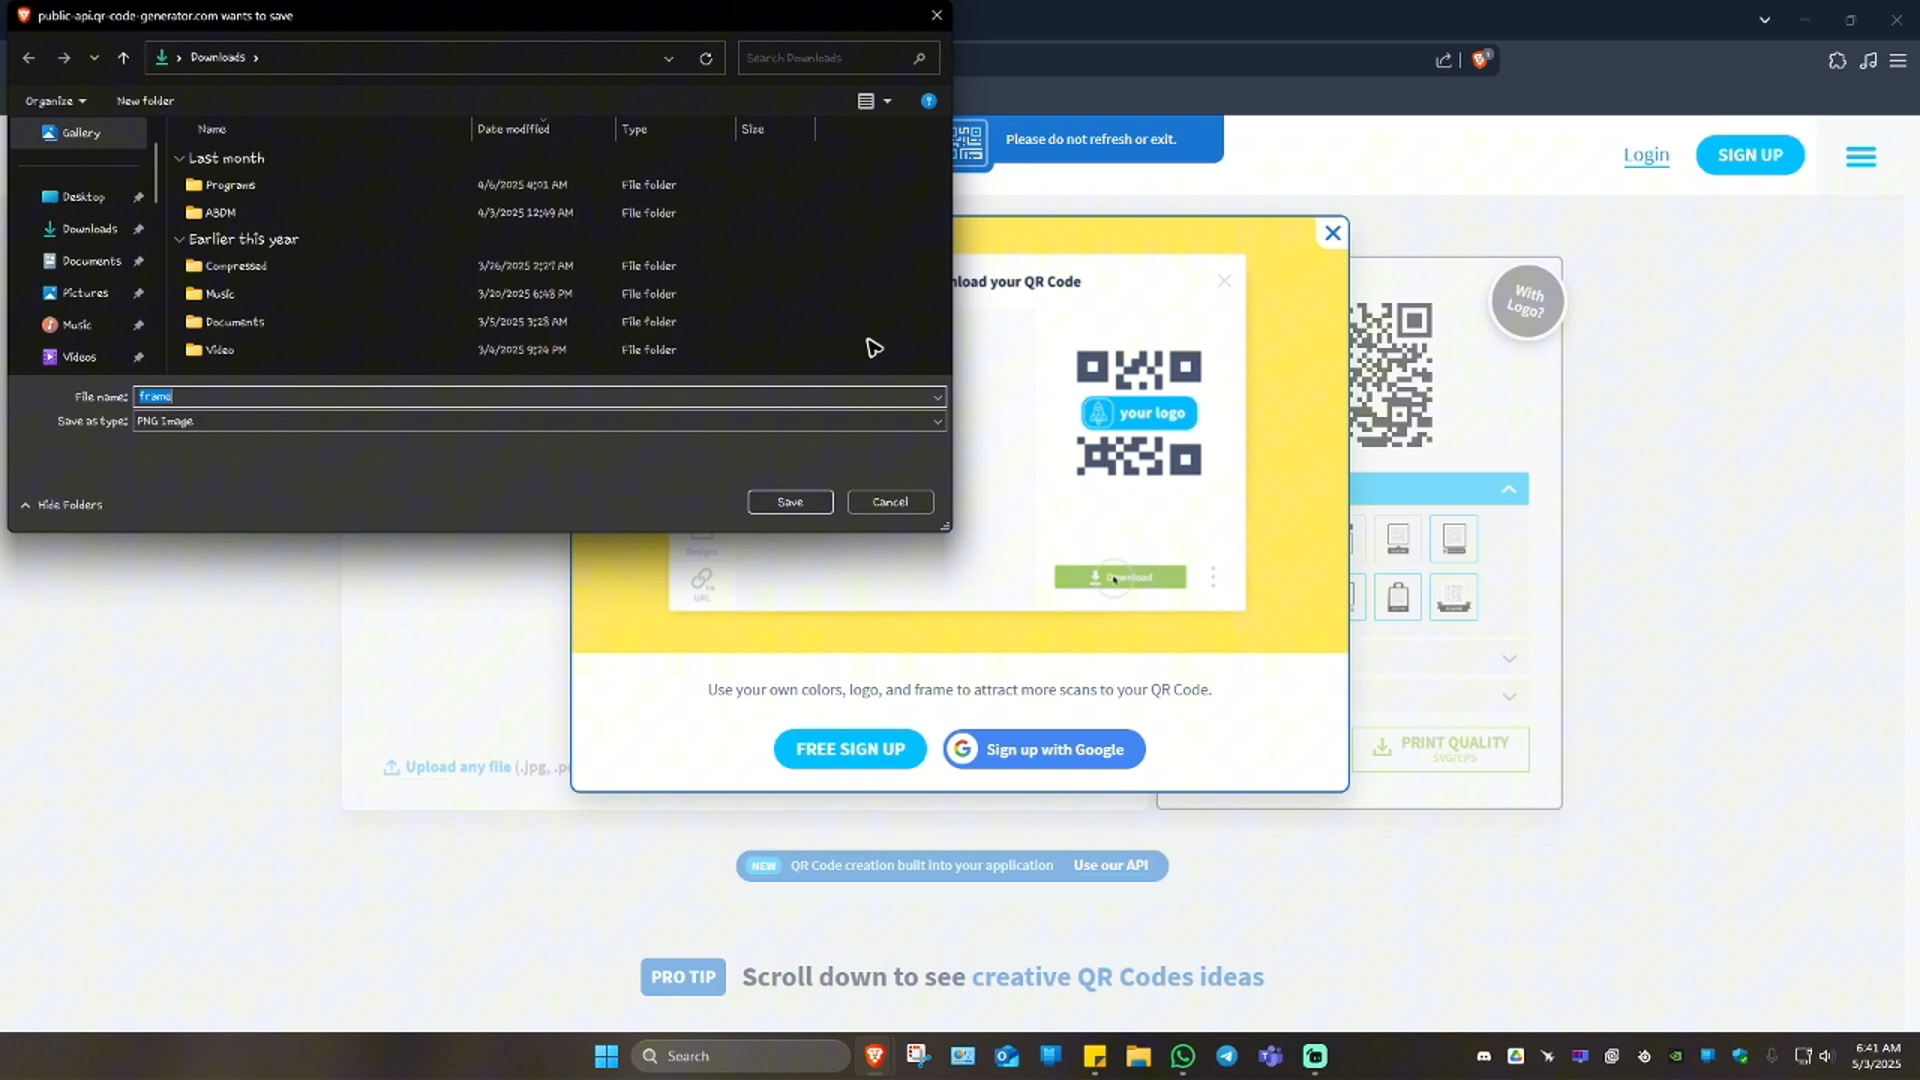 public-api.qr-code-generator.com wants to save
Downloads
Search Downloads
Organize
New folder
Gallery
Desktop
Downloads
Documents
Pictures
Music
Videos
Name
Date modified
Type
Size
Last month
Programs
4/6/2025 4:01 AM
File folder
ABDM
4/3/2025 12:49 AM
File folder
Earlier this year
Compressed
3/26/2025 2:27 AM
File folder
Music
3/20/2025 6:48 PM
File folder
Documents
3/5/2025 3:28 AM
File folder
Video
3/4/2025 9:24 PM
File folder
File name:
frame
Save as type:
PNG Image
Hide Folders
Save
Cancel
Please do not refresh or exit.
Login
SIGN UP
nload your QR Code
With
Logo?
your logo
Designs
URL
Download
Use your own colors, logo, and frame to attract more scans to your QR Code.
FREE SIGN UP
Sign up with Google
Upload any file (.jpg,
PRINT QUALITY
SVG/EPS
NEW QR Code creation built into your application Use our API
PRO TIP Scroll down to see creative QR Codes ideas
Search
6:41 AM
5/3/2025